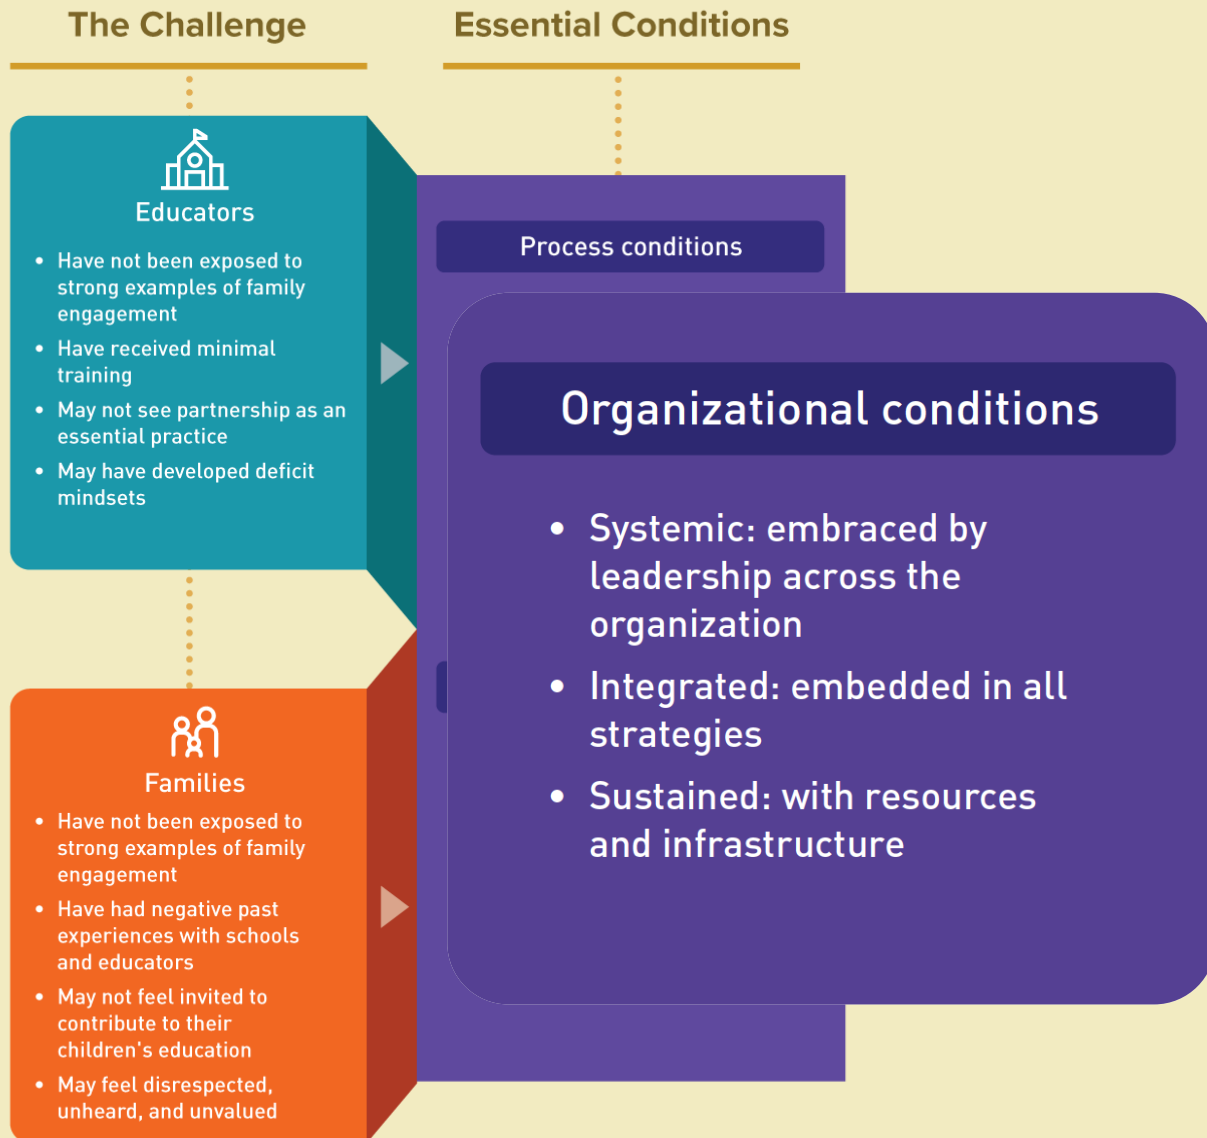 The Challenge
Essential Conditions
Educators
• Have not been exposed to
strong examples of family
engagement
• Have received minimal
training
• May not see partnership as an
essential practice
• May have developed deficit
mindsets
Families
• Have not been exposed to
strong examples of family
engagement
• Have had negative past
experiences with schools
and educators
• May not feel invited to
contribute to their
children's education
• May feel disrespected,
unheard, and unvalued
Process conditions
Organizational conditions
• Systemic: embraced by
leadership across the
organization
• Integrated: embedded in all
strategies
• Sustained: with resources
and infrastructure